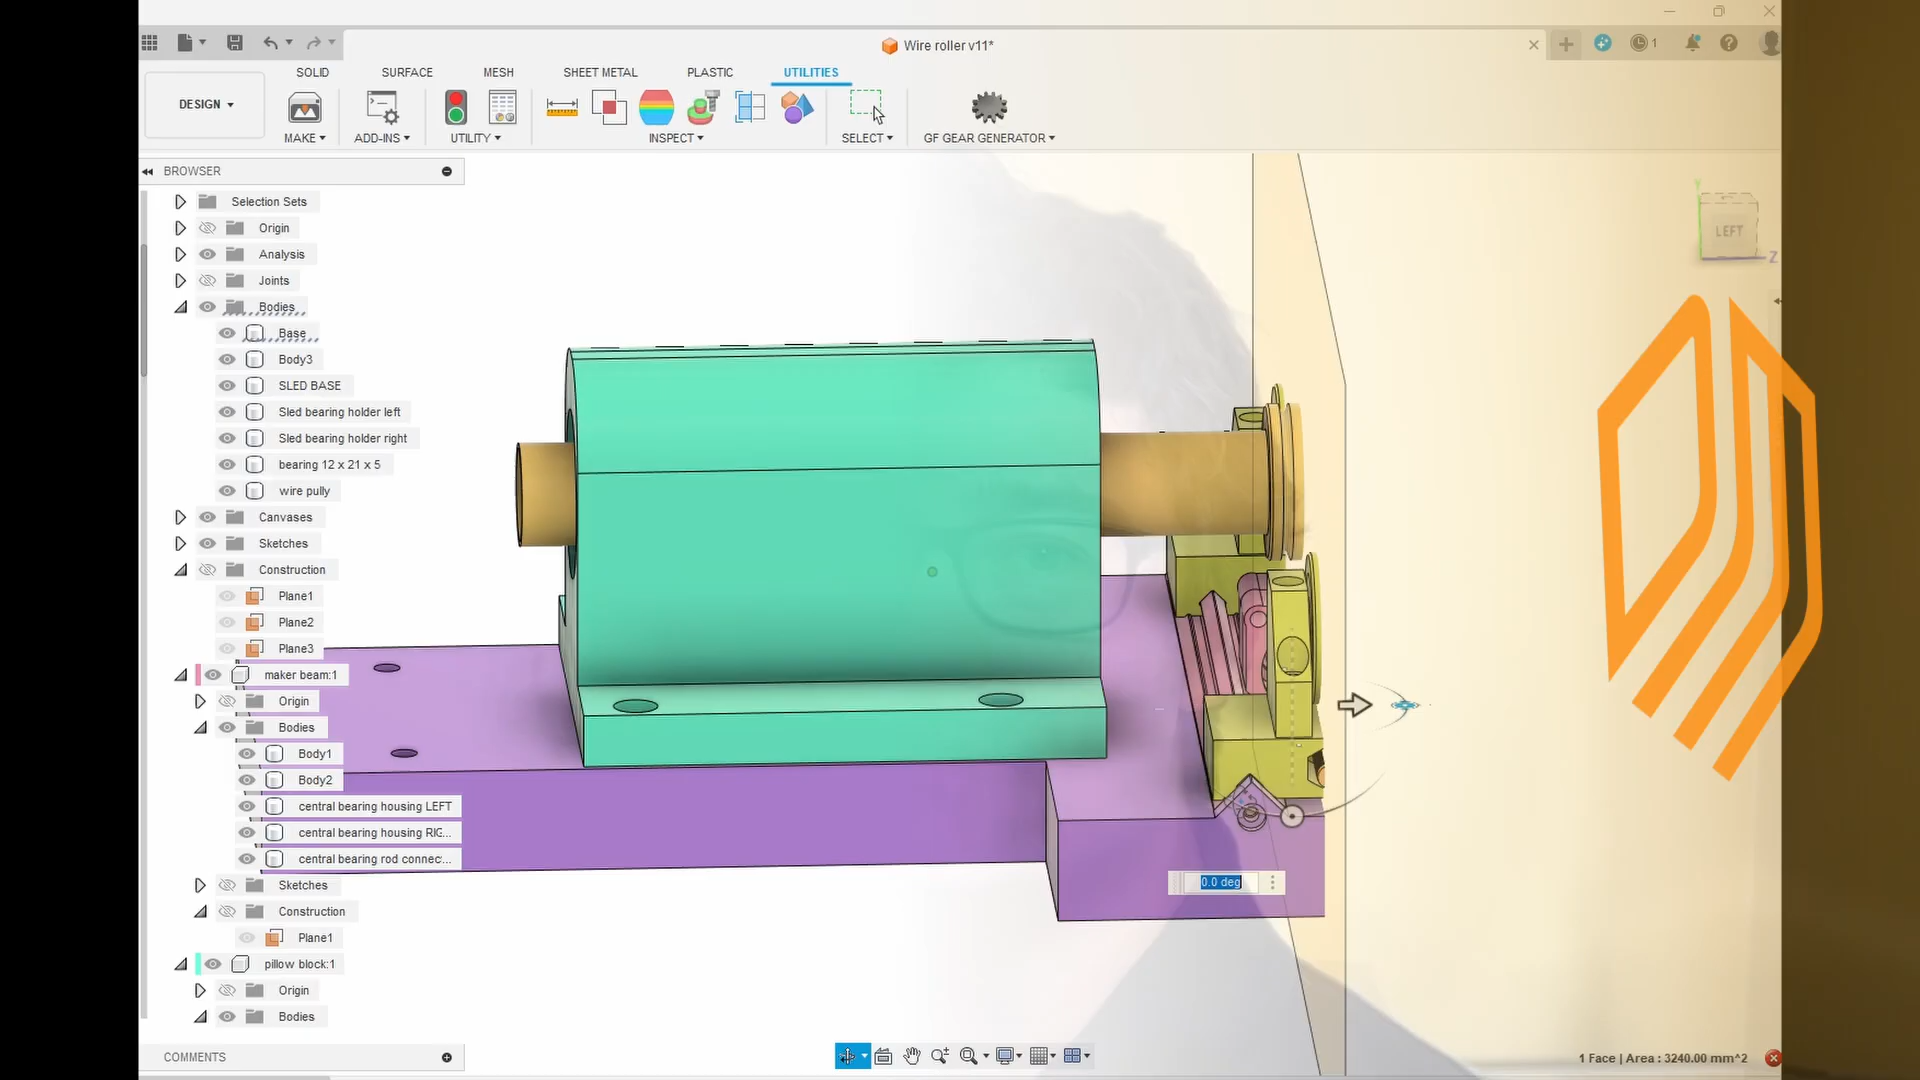 Wire roller v11*
1
SOLID
SURFACE
MESH
SHEET METAL
PLASTIC
UTILITIES
DESIGN
MAKE
ADD-INS
UTILITY
INSPECT
SELECT
GF GEAR GENERATOR
BROWSER
Selection Sets
Origin
Analysis
Joints
Bodies
Base
Body3
SLED BASE
Sled bearing holder left
Sled bearing holder right
bearing 12 x 21 x 5
wire pully
Canvases
Sketches
Construction
Plane1
Plane2
Plane3
maker beam:1
Origin
Bodies
Body1
Body2
central bearing housing LEFT
central bearing housing RIG...
central bearing rod connec...
Sketches
Construction
Plane1
pillow block:1
Origin
Bodies
COMMENTS
Y
LEFT
Z
0.0 deg
1 Face | Area : 3240.00 mm^2